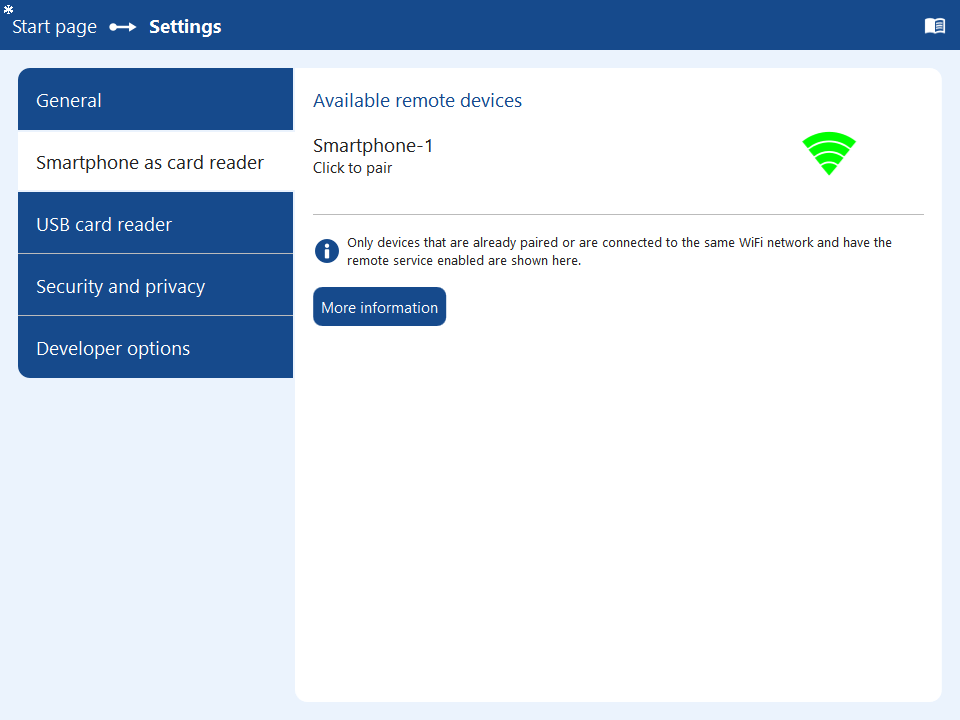 Start page Settings
General
Smartphone as card reader
USB card reader
Security and privacy
Developer options
Available remote devices
Smartphone-1
Click to pair
Only devices that are already paired or are connected to the same WiFi network and have the
remote service enabled are shown here.
More information